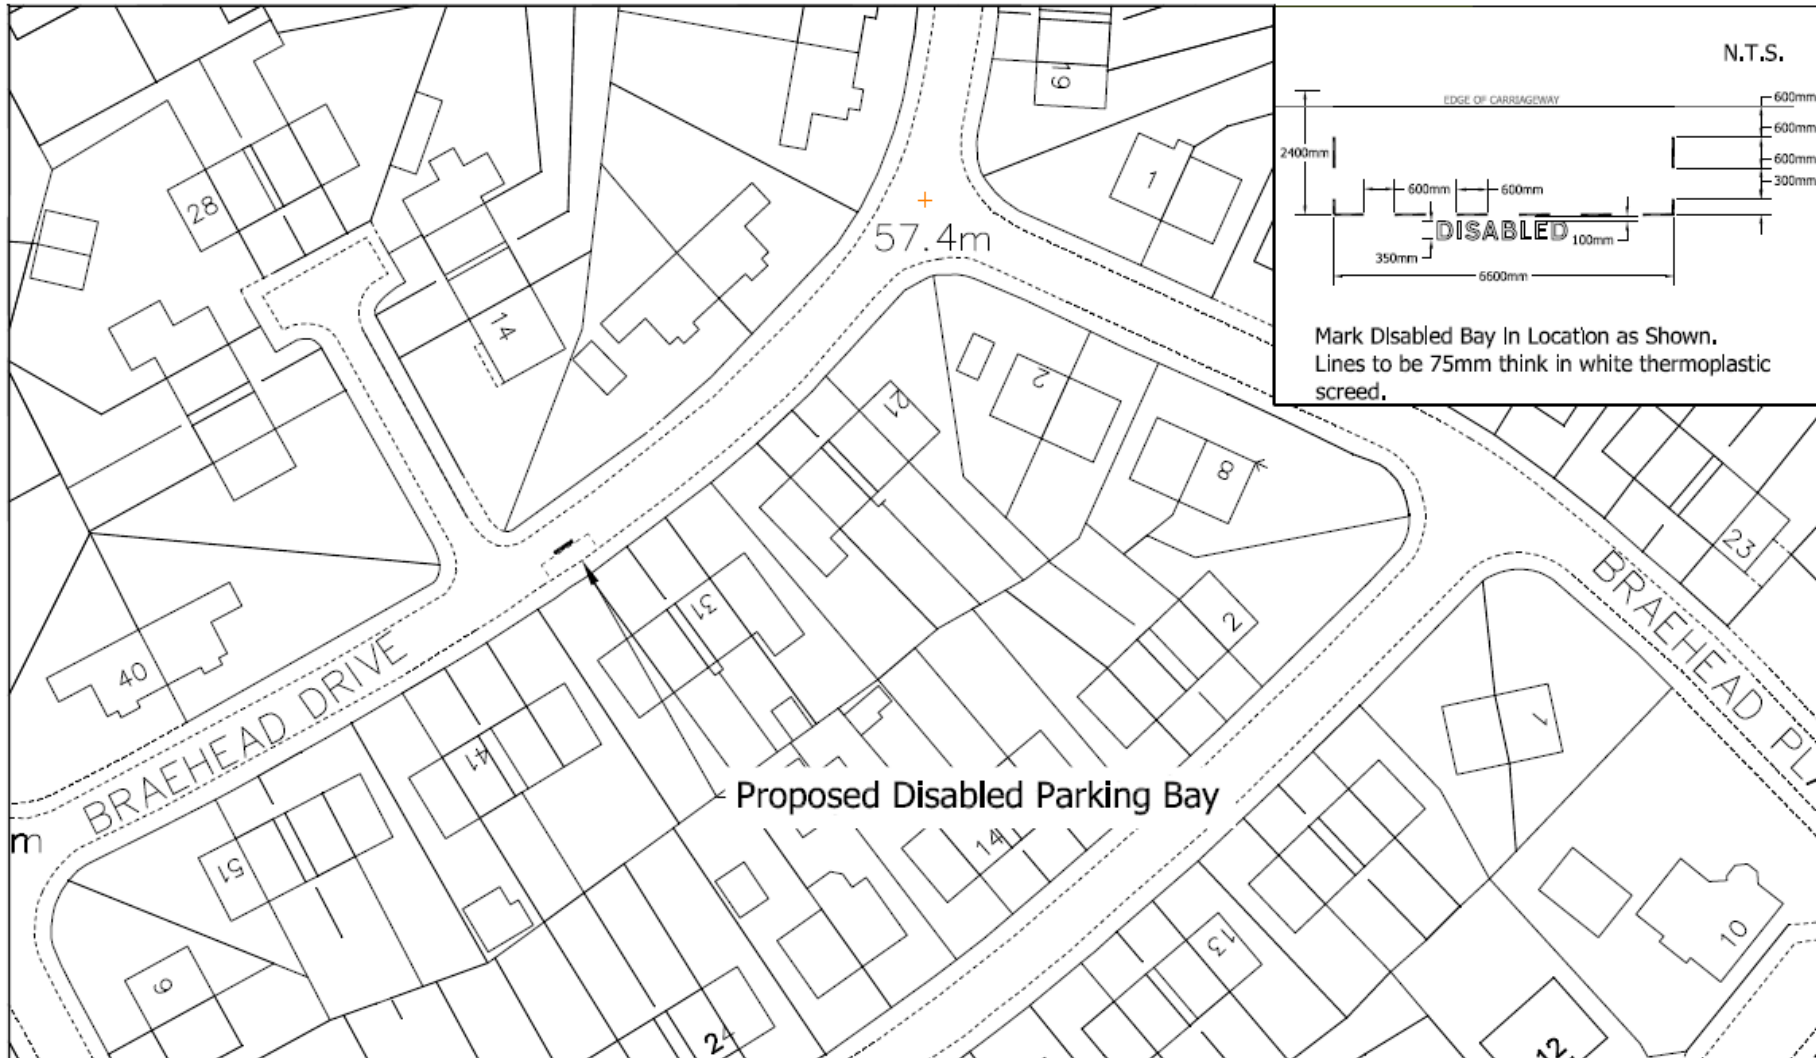 N.T.S.
EDGE OF CARRIAGEWAY
600mm
600mm
2400mm
600mm
300mm
600mm
600mm
DISABLED
100mm
350mm
6600mm
Mark Disabled Bay in Location as Shown.
Lines to be 75mm think in white thermoplastic
screed.
19
1
28
57.4m
14
2
21
8
23
31
2
40
BRAEHEAD DRIVE
BRAEHEAD PL
41
1
Proposed Disabled Parking Bay
m
51
14
10
13
9
24
12